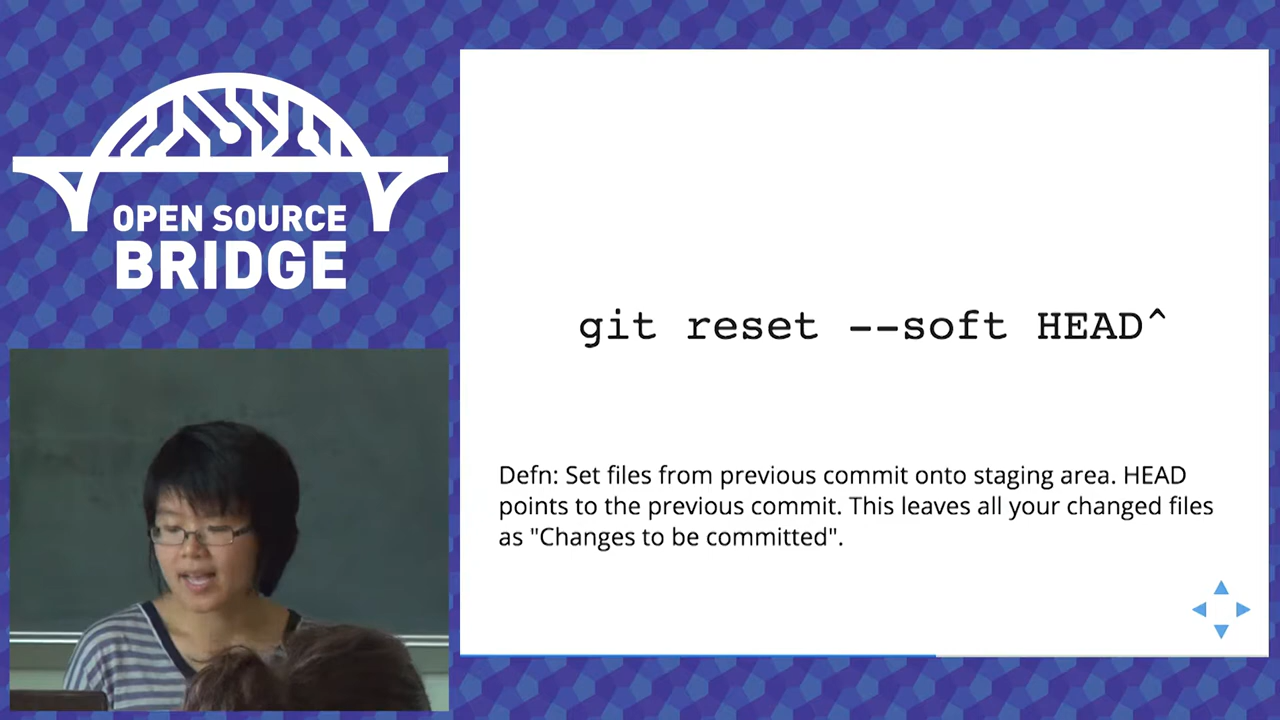 OPEN SOURCE
BRIDGE
git reset --soft HEAD^
Defn: Set files from previous commit onto staging area. HEAD
points to the previous commit. This leaves all your changed files
as "Changes to be committed".